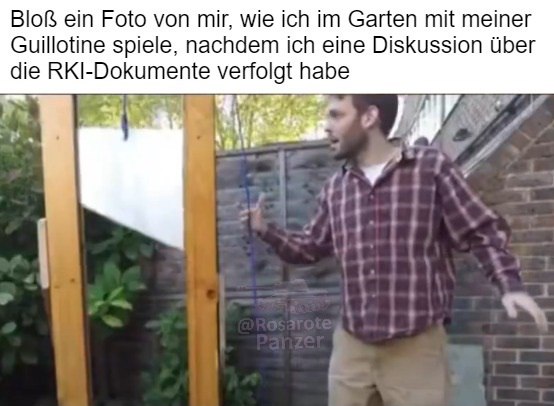 Bloß ein Foto von mir, wie ich im Garten mit meiner
Guillotine spiele, nachdem ich eine Diskussion über
die RKI-Dokumente verfolgt habe
@Rosarote
Panzer